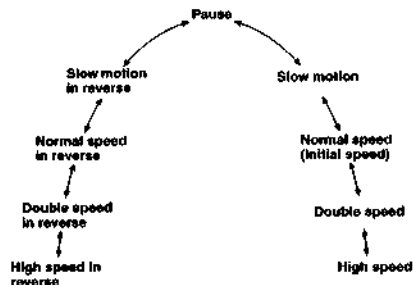 Pause
Slow motion
in reverse
Slow motion
Normal speed
in reverse
Normal speed
(Initial speed)
Double speed
in reverse
Double speed
High speed in
reverse
High speed